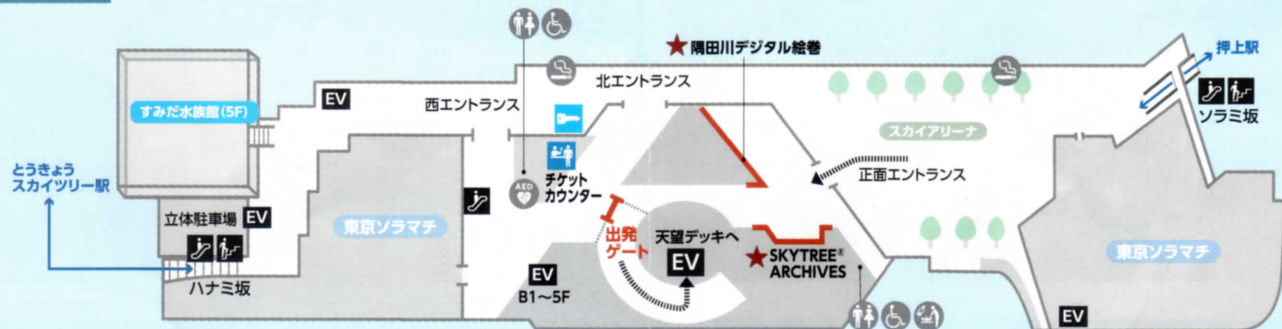 ★隅田川デジタル絵巻
北エントランス
西エントランス
押上駅
EV
すみだ水族館(5F)
スカイアリーナ
ソラミ坂
とうきょう
スカイツリー駅
チケット
カウンター
AED
正面エントランス
立体駐車場
EV
東京ソラマチ
出発
ゲート
天望デッキへ
EV
★SKYTREE®
ARCHIVES
東京ソラマチ
ハナミ坂
EV
B1〜5F
EV